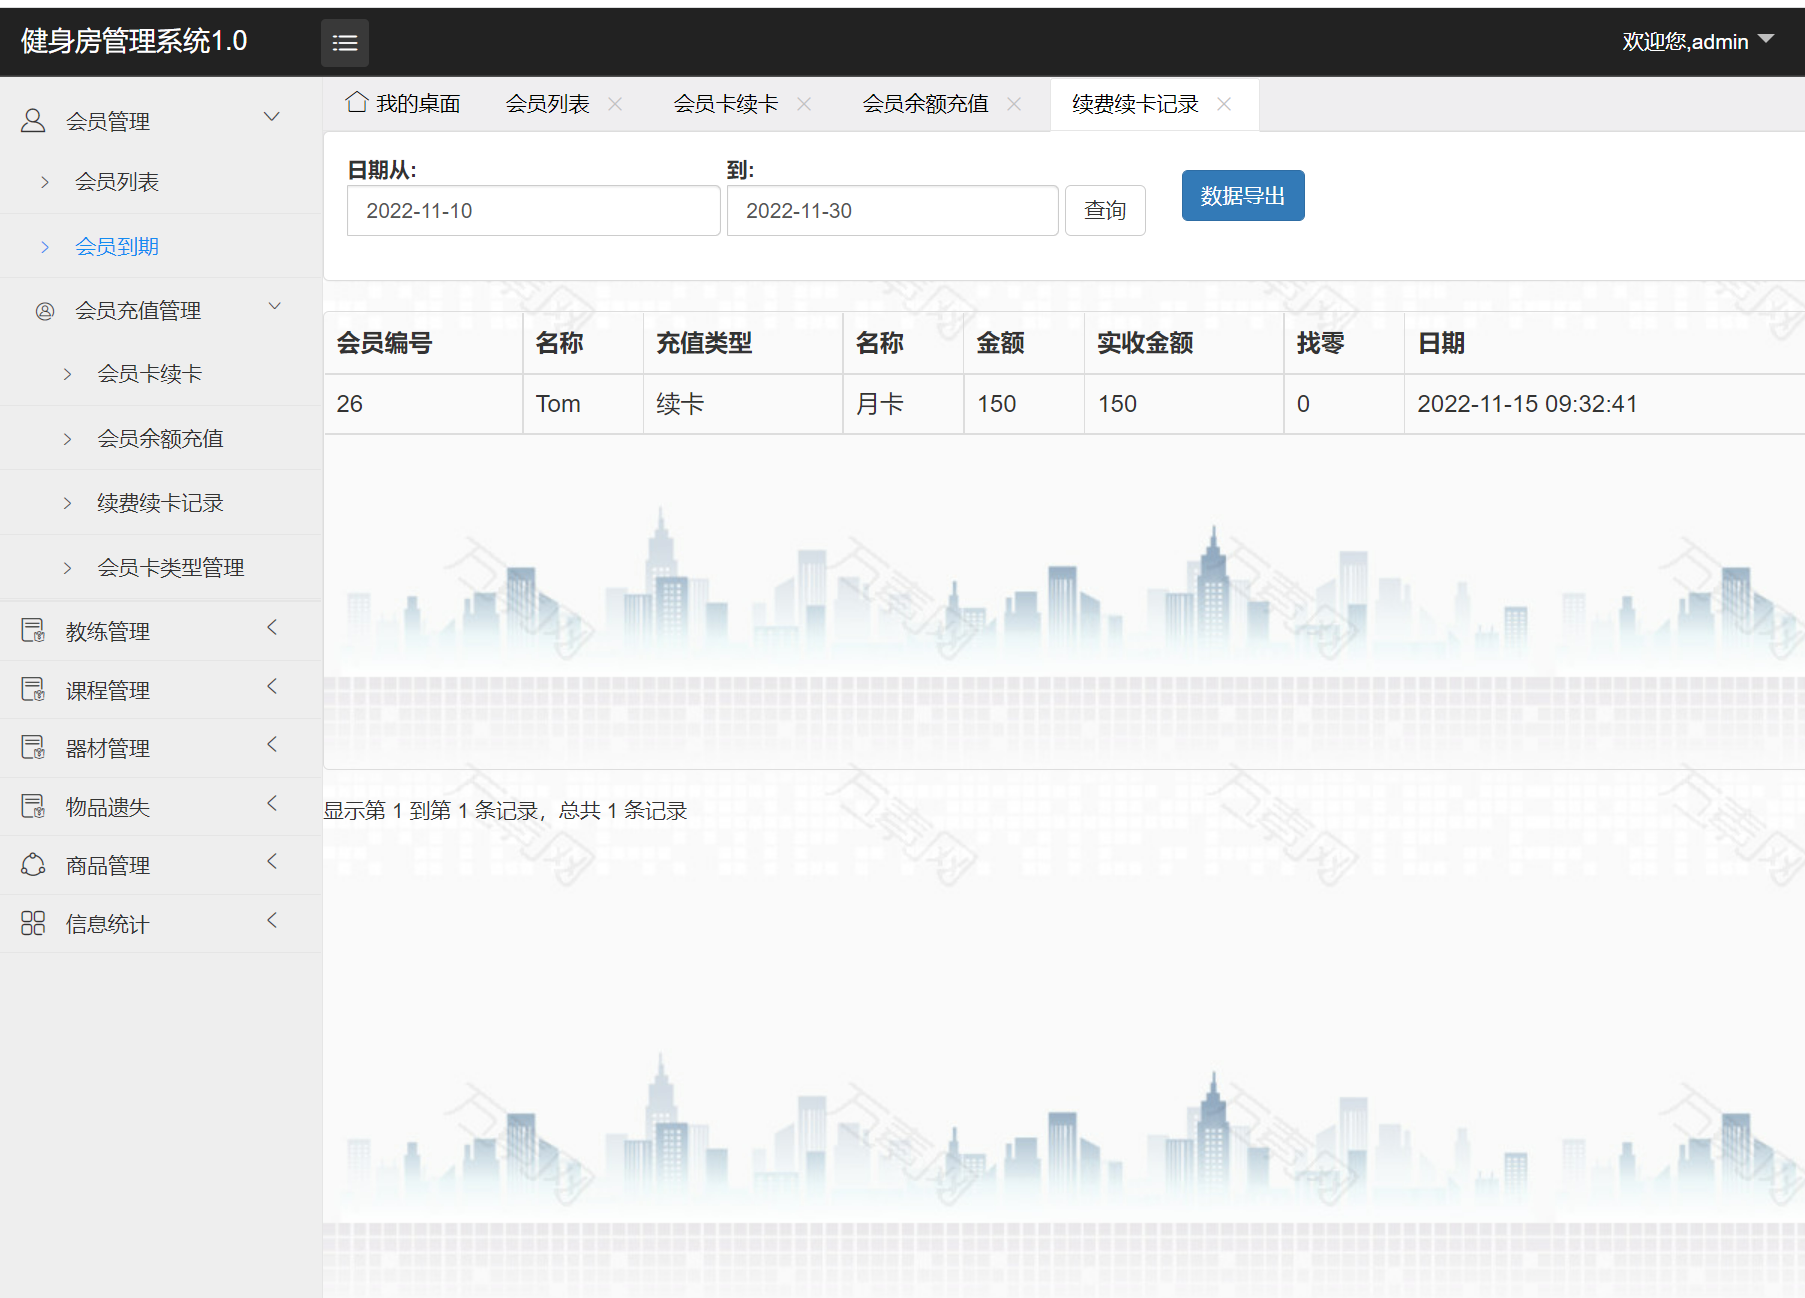 健身房管理系统1.0
欢迎您,admin
会员管理
会员列表
会员到期
会员充值管理
会员卡续卡
会员余额充值
续费续卡记录
会员卡类型管理
教练管理
课程管理
器材管理
物品遗失
商品管理
信息统计
我的桌面 会员列表 会员卡续卡 会员余额充值 续费续卡记录
日期从: 到:
2022-11-10 2022-11-30 查询 数据导出
会员编号 名称 充值类型 名称 金额 实收金额 找零 日期
26 Tom 续卡 月卡 150 150 0 2022-11-15 09:32:41
显示第 1 到第 1 条记录，总共 1 条记录